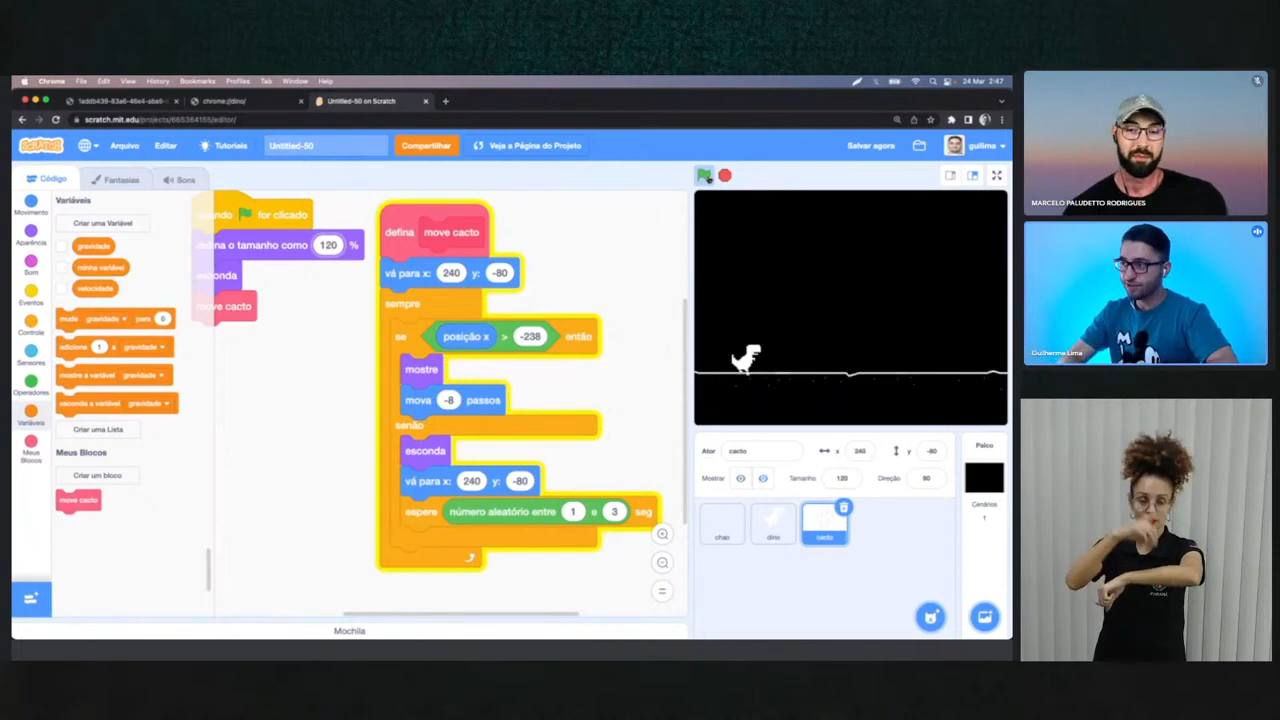 Chrome File Edit View History Bookmarks Profiles Tab Window Help 24 Mar 2:47
chrome://dino/
Untitled-50 on Scratch
scratch.mit.edu/projects/665364155/editor/
SCRATCH Arquivo Editar Tutoriais Untitled-50 Compartilhar Veja a Página do Projeto Salvar agora guilima
Código Fantasias Sons
Movimento
Aparência
Som
Eventos
Controle
Sensores
Operadores
Variáveis
Meus Blocos
Variáveis
Criar uma Variável
gravidade
minha variável
velocidade
mude gravidade para 0
adicione 1 a gravidade
mostre a variável gravidade
esconda a variável gravidade
Criar uma Lista
Meus Blocos
Criar um bloco
move cacto
for clicado
defina o tamanho como 120 %
esconda
move cacto
defina move cacto
vá para x: 240 y: -80
sempre
se posição x > -238 então
mostre
mova -8 passos
senão
esconda
vá para x: 240 y: -80
espere número aleatório entre 1 e 3 seg
Mochila
Ator cacto x 240 y -80
Mostrar Tamanho 120 Direção 90
chao
dino
cacto
Palco
Cenários
1
MARCELO PALUDETTO RODRIGUES
Guilherme Lima